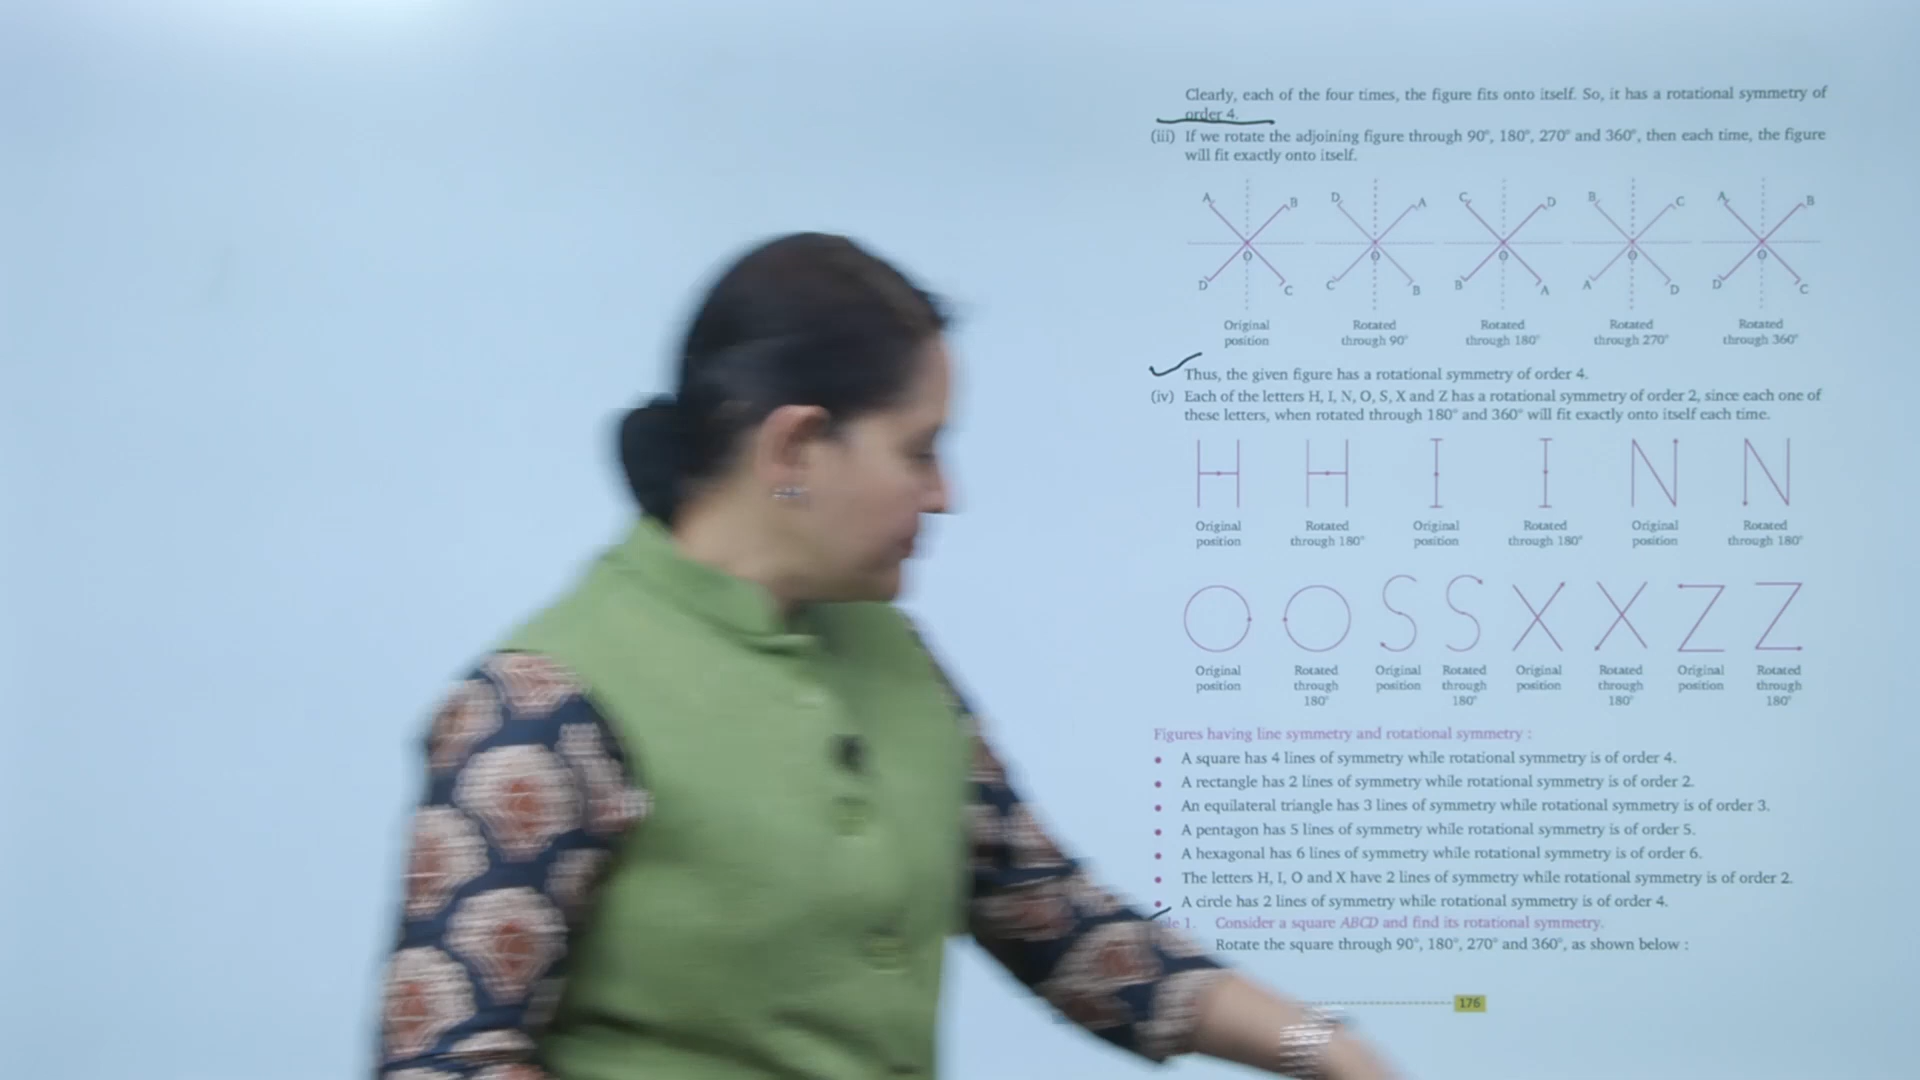 Clearly, each of the four times, the figure fits onto itself. So, it has a rotational symmetry of
order 4.
(iii) If we rotate the adjoining figure through 90°, 180°, 270° and 360°, then each time, the figure
will fit exactly onto itself.
A B D A C D B C A B
O O O O O
D C C B B A A D D C
Original position Rotated through 90° Rotated through 180° Rotated through 270° Rotated through 360°
Thus, the given figure has a rotational symmetry of order 4.
(iv) Each of the letters H, I, N, O, S, X and Z has a rotational symmetry of order 2, since each one of
these letters, when rotated through 180° and 360° will fit exactly onto itself each time.
H H I I N N
Original position Rotated through 180° Original position Rotated through 180° Original position Rotated through 180°
O O S S X X Z Z
Original position Rotated through 180° Original position Rotated through 180° Original position Rotated through 180° Original position Rotated through 180°
Figures having line symmetry and rotational symmetry :
• A square has 4 lines of symmetry while rotational symmetry is of order 4.
• A rectangle has 2 lines of symmetry while rotational symmetry is of order 2.
• An equilateral triangle has 3 lines of symmetry while rotational symmetry is of order 3.
• A pentagon has 5 lines of symmetry while rotational symmetry is of order 5.
• A hexagonal has 6 lines of symmetry while rotational symmetry is of order 6.
• The letters H, I, O and X have 2 lines of symmetry while rotational symmetry is of order 2.
• A circle has 2 lines of symmetry while rotational symmetry is of order 4.
1. Consider a square ABCD and find its rotational symmetry.
Rotate the square through 90°, 180°, 270° and 360°, as shown below :
176